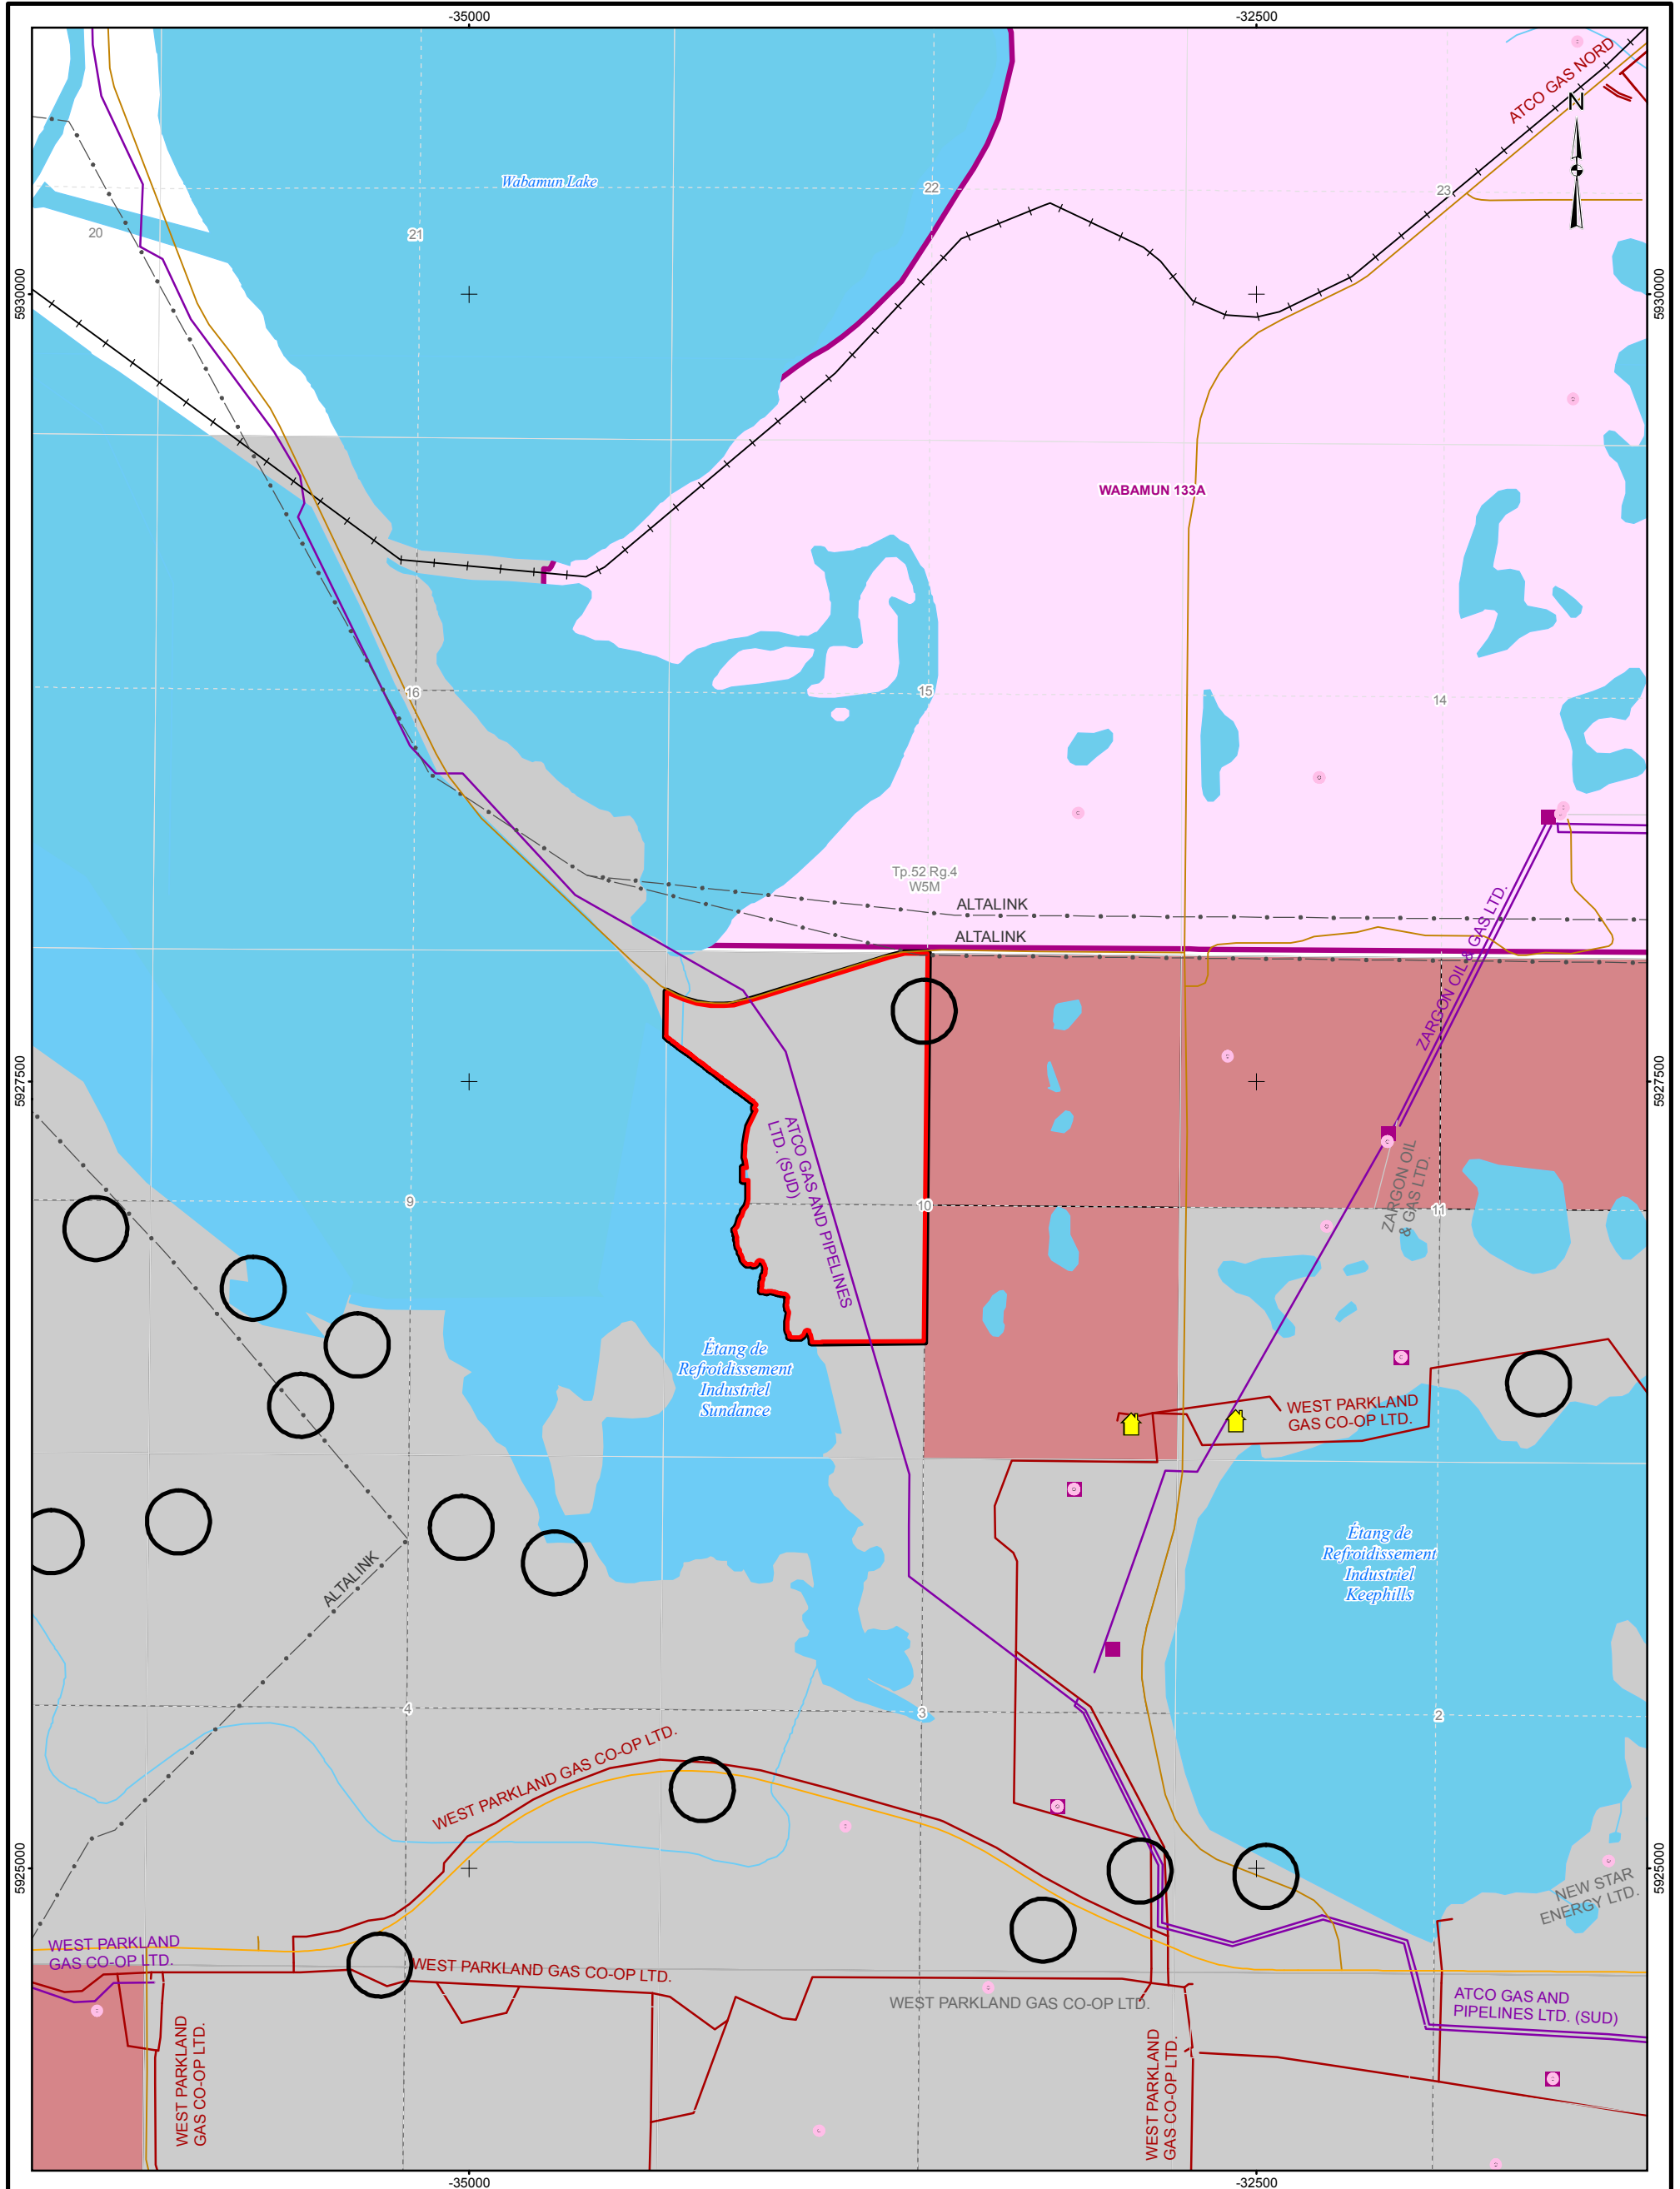 -35000
-32500
ATCO GAS NORD
N
Wabamun Lake
22
23
20
21
5930000
5930000
WABAMUN 133A
16
15
14
Tp.52 Rg.4
W5M
ALTALINK
ALTALINK
ZARGON OIL & GAS LTD.
5927500
5927500
ATCO GAS AND PIPELINES
LTD. (SUD)
ZARGON OIL
& GAS LTD.
9
10
11
Étang de
Refroidissement
Industriel
Sundance
WEST PARKLAND
GAS CO-OP LTD.
Étang de
Refroidissement
Industriel
Keephills
ALTALINK
4
3
2
WEST PARKLAND GAS CO-OP LTD.
5925000
5925000
NEW STAR
ENERGY LTD.
WEST PARKLAND
GAS CO-OP LTD.
WEST PARKLAND GAS CO-OP LTD.
WEST PARKLAND GAS CO-OP LTD.
ATCO GAS AND
PIPELINES LTD. (SUD)
WEST PARKLAND
GAS CO-OP LTD.
WEST PARKLAND
GAS CO-OP LTD.
-35000
-32500